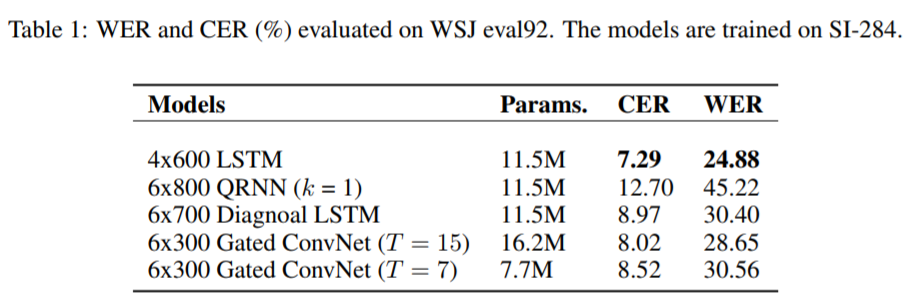 Table 1: WER and CER (%) evaluated on WSJ eval92. The models are trained on SI-284.
Models Params. CER WER
4x600 LSTM 11.5M 7.29 24.88
6x800 QRNN (k = 1) 11.5M 12.70 45.22
6x700 Diagnoal LSTM 11.5M 8.97 30.40
6x300 Gated ConvNet (T = 15) 16.2M 8.02 28.65
6x300 Gated ConvNet (T = 7) 7.7M 8.52 30.56